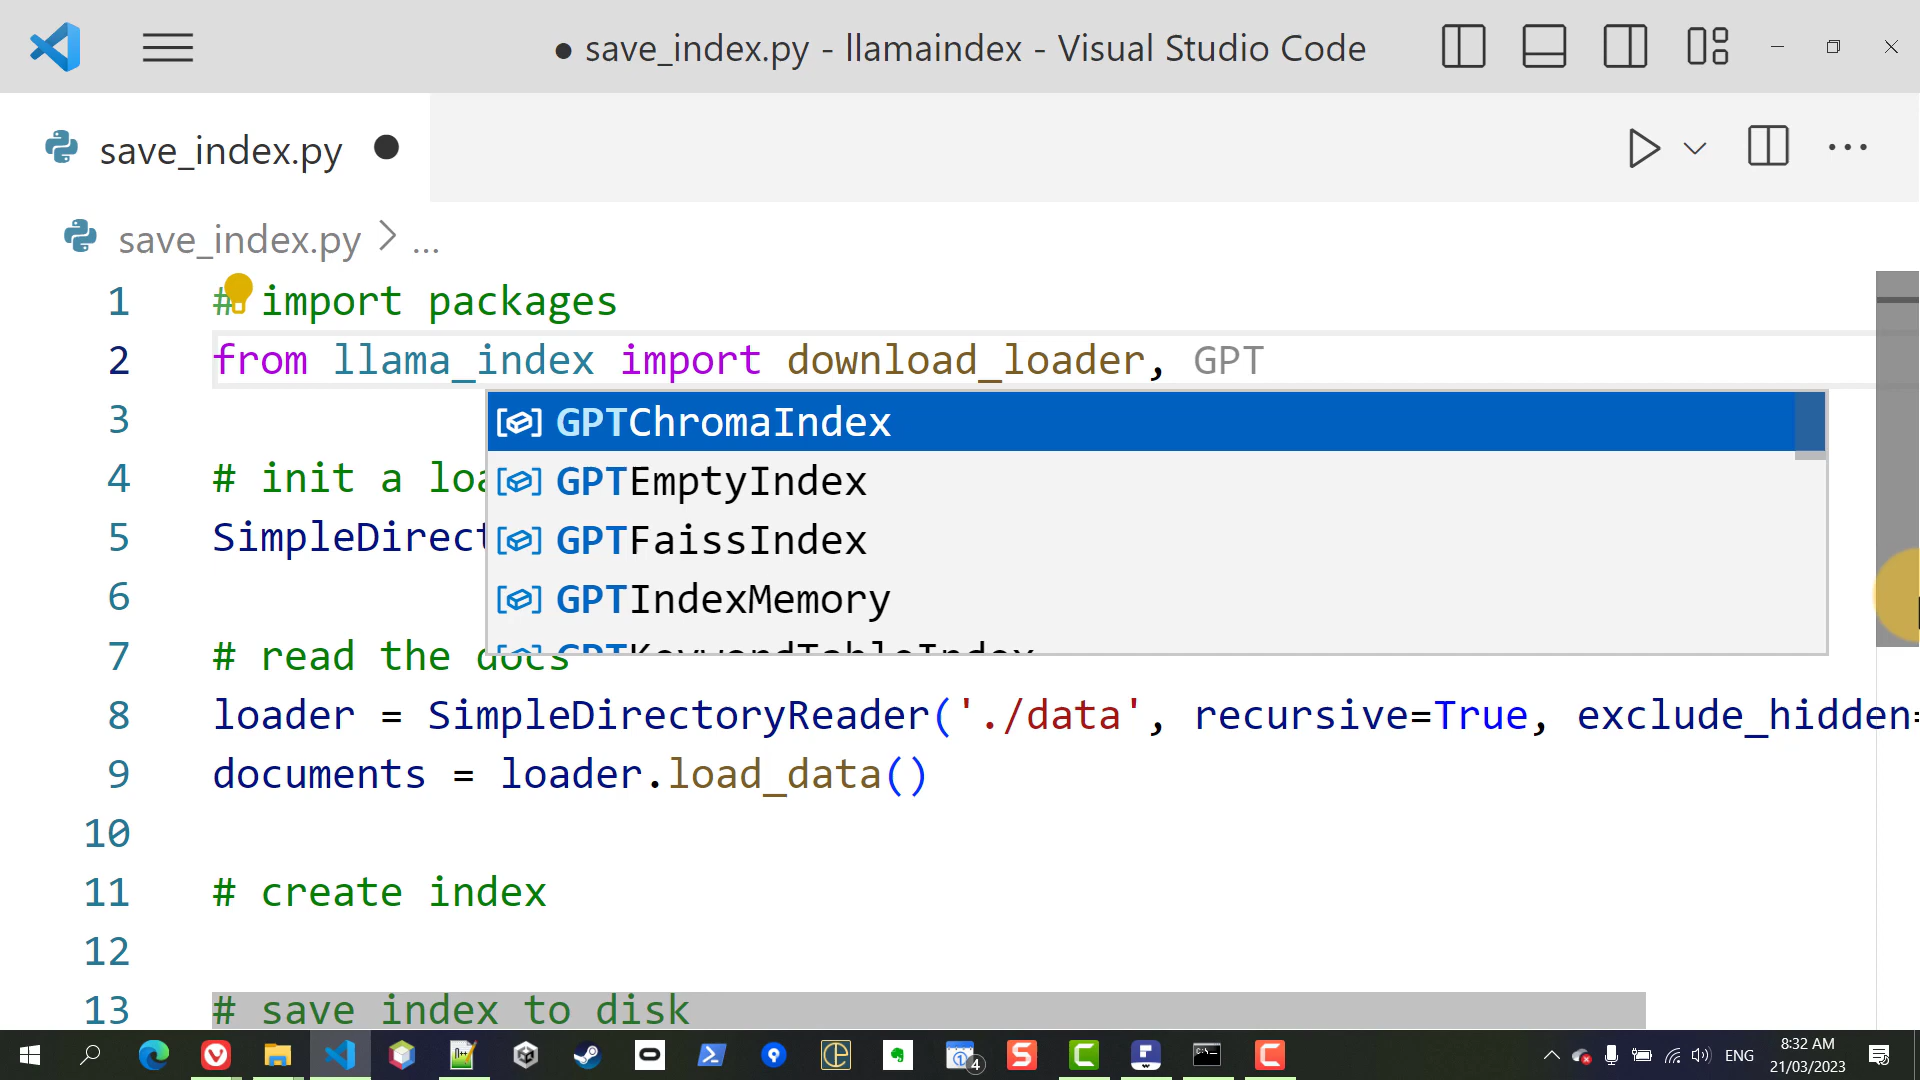 ● save_index.py - llamaindex - Visual Studio Code
save_index.py ●
save_index.py > ...
1 # import packages
2 from llama_index import download_loader, GPT
3
GPTChromaIndex
4 # init a loa
GPTEmptyIndex
5 SimpleDirect
GPTFaissIndex
6
GPTIndexMemory
GPTKeywordTableIndex
7 # read the docs
8 loader = SimpleDirectoryReader('./data', recursive=True, exclude_hidden=
9 documents = loader.load_data()
10
11 # create index
12
13 # save index to disk
4
ENG
8:32 AM
21/03/2023